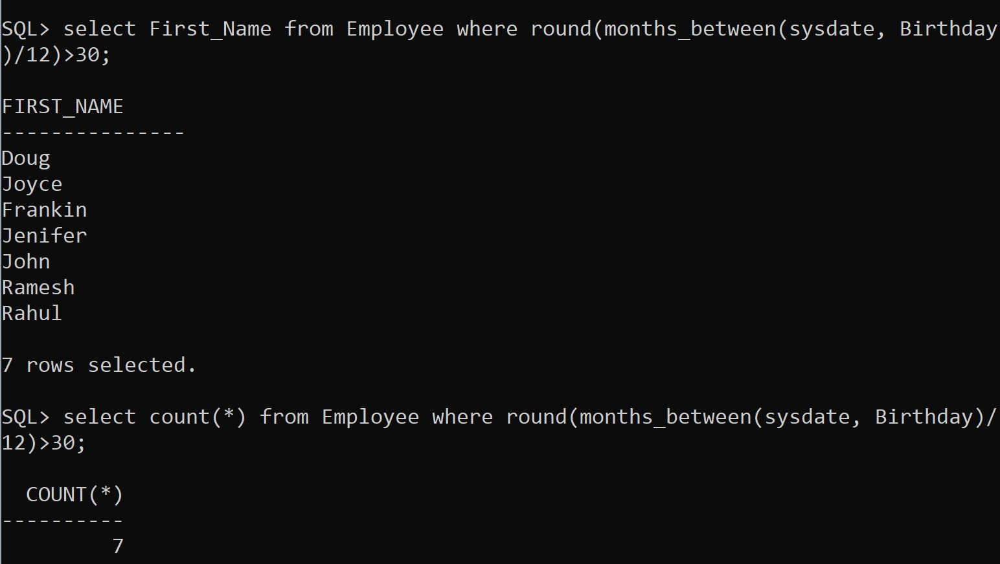 SQL> select First_Name from Employee where round(months_between(sysdate, Birthday
)/12)>30;
FIRST_NAME
---------------
Doug
Joyce
Frankin
Jenifer
John
Ramesh
Rahul
7 rows selected.
SQL> select count(*) from Employee where round(months_between(sysdate, Birthday)/
12)>30;
  COUNT(*)
----------
         7